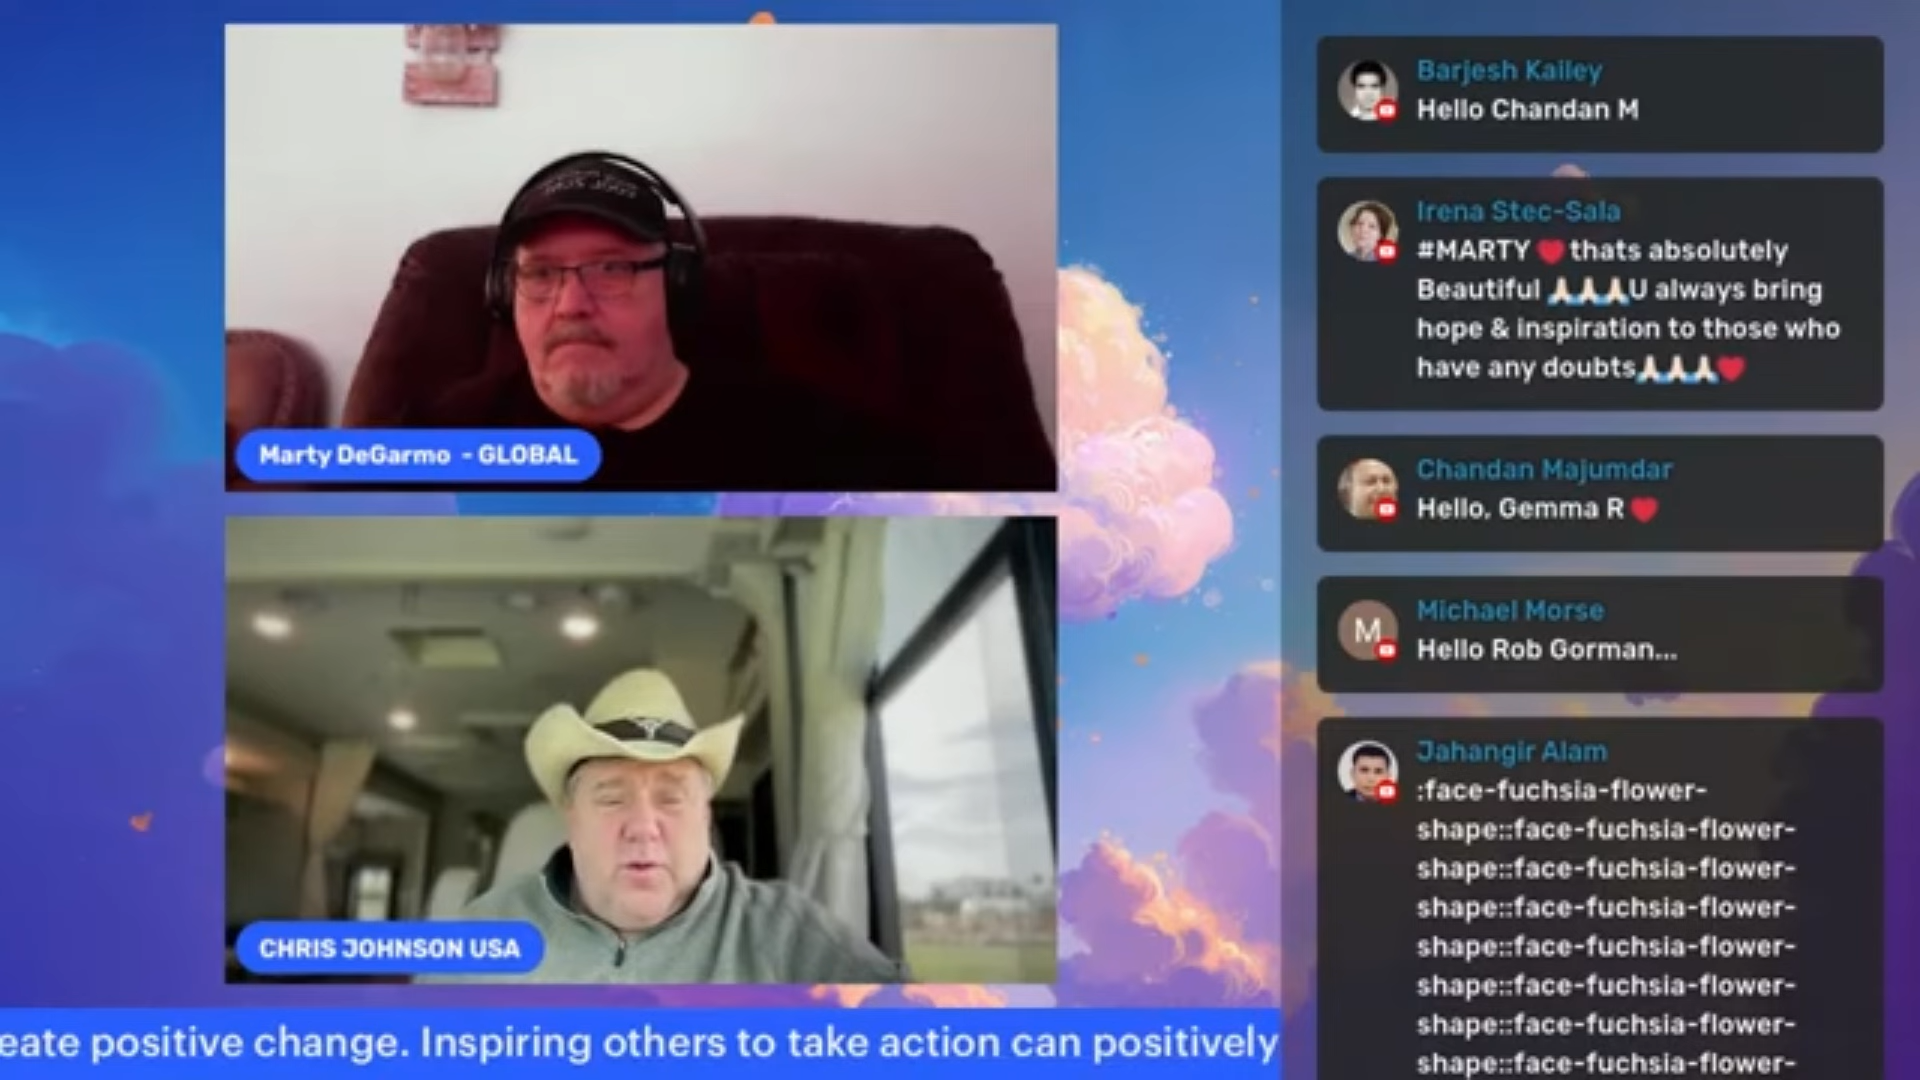 Marty DeGarmo - GLOBAL
CHRIS JOHNSON USA
eate positive change. Inspiring others to take action can positively
Barjesh Kailey
Hello Chandan M
Irena Stec-Sala
#MARTY ❤️thats absolutely
Beautiful 🙏🏻🙏🏻🙏🏻U always bring
hope & inspiration to those who
have any doubts🙏🏻🙏🏻🙏🏻❤️
Chandan Majumdar
Hello, Gemma R❤️
M
Michael Morse
Hello Rob Gorman...
Jahangir Alam
:face-fuchsia-flower-
shape::face-fuchsia-flower-
shape::face-fuchsia-flower-
shape::face-fuchsia-flower-
shape::face-fuchsia-flower-
shape::face-fuchsia-flower-
shape::face-fuchsia-flower-
shape::face-fuchsia-flower-